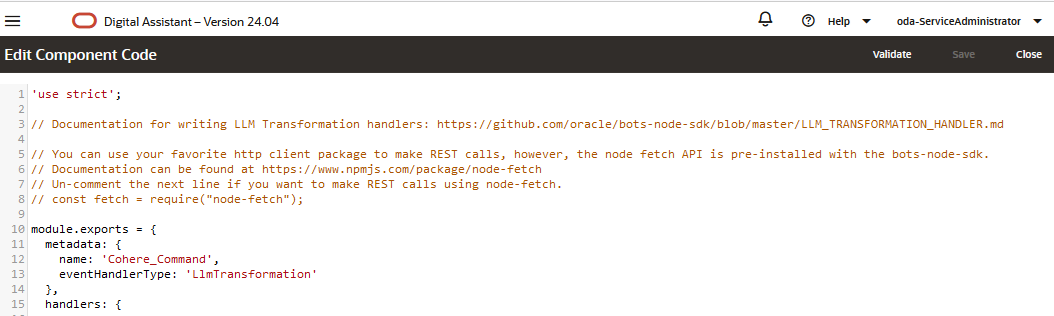 Digital Assistant – Version 24.04 Help oda-ServiceAdministrator
Edit Component Code Validate Save Close
1 'use strict';
2
3 // Documentation for writing LLM Transformation handlers: https://github.com/oracle/bots-node-sdk/blob/master/LLM_TRANSFORMATION_HANDLER.md
4
5 // You can use your favorite http client package to make REST calls, however, the node fetch API is pre-installed with the bots-node-sdk.
6 // Documentation can be found at https://www.npmjs.com/package/node-fetch
7 // Un-comment the next line if you want to make REST calls using node-fetch.
8 // const fetch = require("node-fetch");
9
10 module.exports = {
11 metadata: {
12 name: 'Cohere_Command',
13 eventHandlerType: 'LlmTransformation'
14 },
15 handlers: {